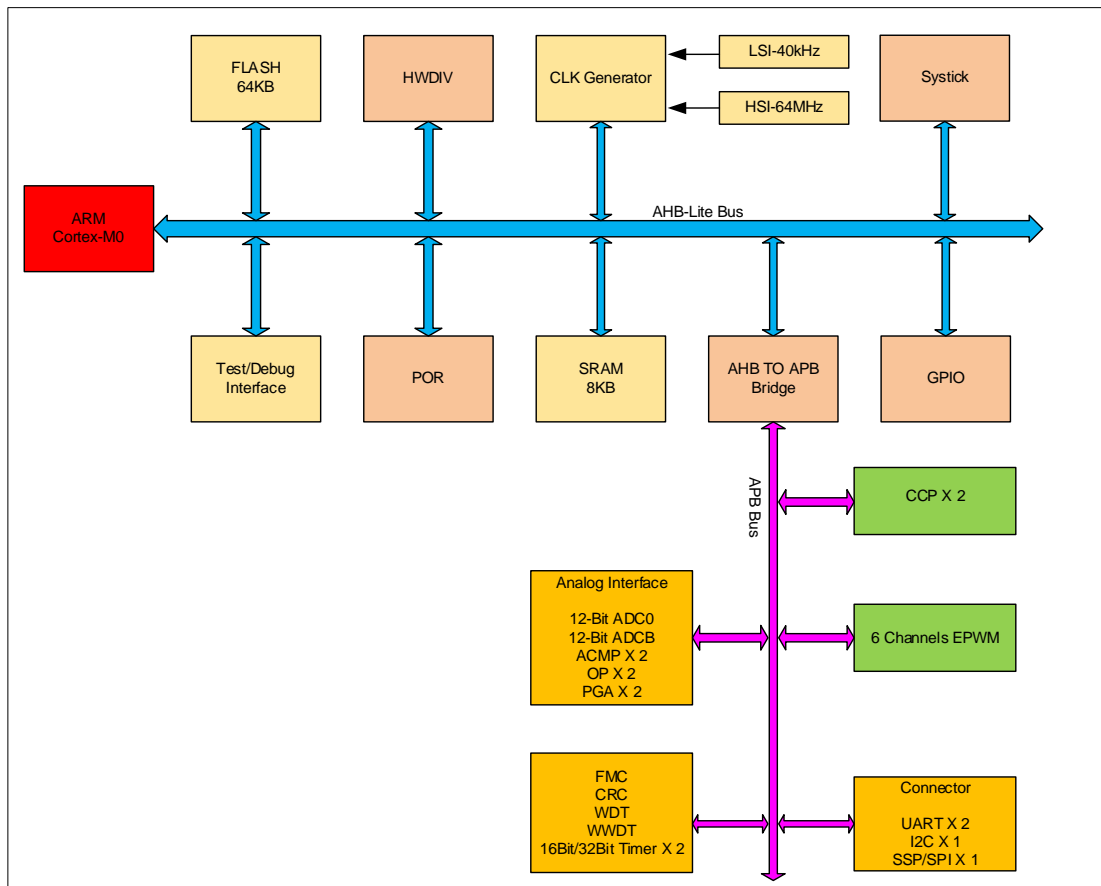 FLASH
64KB
HWDIV
CLK Generator
LSI-40kHz
HSI-64MHz
Systick
ARM
Cortex-M0
AHB-Lite Bus
Test/Debug
Interface
POR
SRAM
8KB
AHB TO APB
Bridge
GPIO
APB Bus
CCP X 2
Analog Interface
12-Bit ADC0
12-Bit ADCB
ACMP X 2
OP X 2
PGA X 2
6 Channels EPWM
FMC
CRC
WDT
WWDT
16Bit/32Bit Timer X 2
Connector
UART X 2
I2C X 1
SSP/SPI X 1